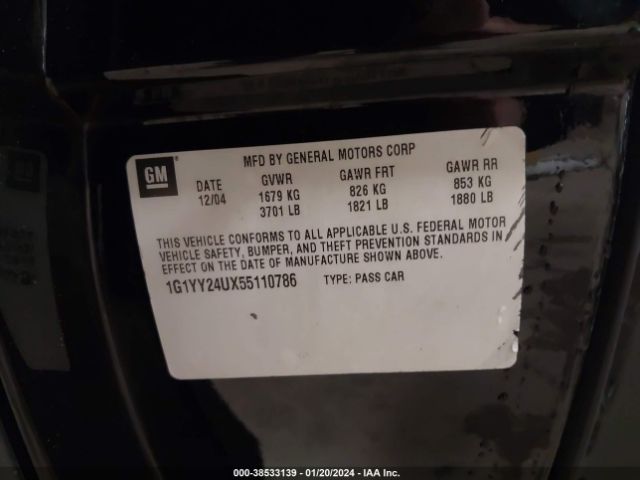 GM
MFD BY GENERAL MOTORS CORP
DATE GVWR GAWR FRT GAWR RR
12/04 1679 KG 826 KG 853 KG
3701 LB 1821 LB 1880 LB
THIS VEHICLE CONFORMS TO ALL APPLICABLE U.S. FEDERAL MOTOR
VEHICLE SAFETY, BUMPER, AND THEFT PREVENTION STANDARDS IN
EFFECT ON THE DATE OF MANUFACTURE SHOWN ABOVE.
1G1YY24UX55110786 TYPE: PASS CAR
000-38533139 - 01/20/2024 - IAA Inc.